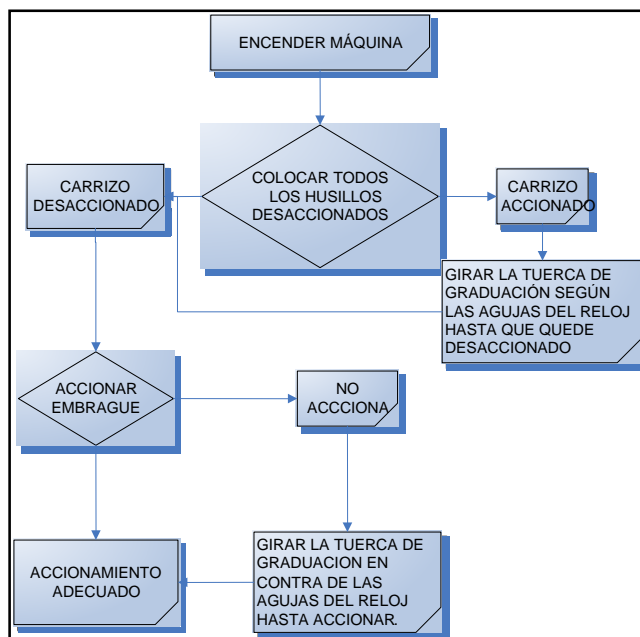 ENCENDER MÁQUINA
COLOCAR TODOS
LOS HUSILLOS
DESACCIONADOS
CARRIZO
DESACCIONADO
CARRIZO
ACCIONADO
GIRAR LA TUERCA DE
GRADUACIÓN SEGÚN
LAS AGUJAS DEL RELOJ
HASTA QUE QUEDE
DESACCIONADO
ACCIONAR
EMBRAGUE
NO
ACCCIONA
ACCIONAMIENTO
ADECUADO
GIRAR LA TUERCA DE
GRADUACION EN
CONTRA DE LAS
AGUJAS DEL RELOJ
HASTA ACCIONAR.